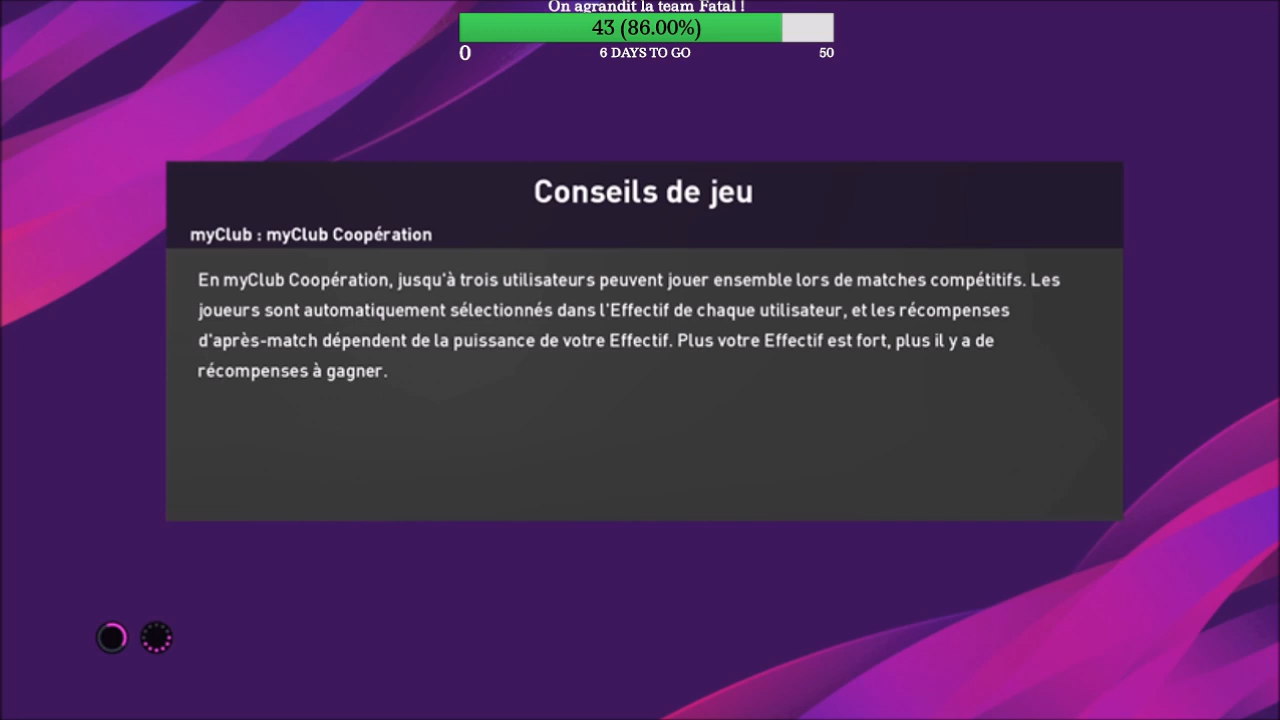 On agrandit la team Fatal !
43 (86.00%)
0 6 DAYS TO GO 50
Conseils de jeu
myClub : myClub Coopération
En myClub Coopération, jusqu'à trois utilisateurs peuvent jouer ensemble lors de matches compétitifs. Les
joueurs sont automatiquement sélectionnés dans l'Effectif de chaque utilisateur, et les récompenses
d'après-match dépendent de la puissance de votre Effectif. Plus votre Effectif est fort, plus il y a de
récompenses à gagner.